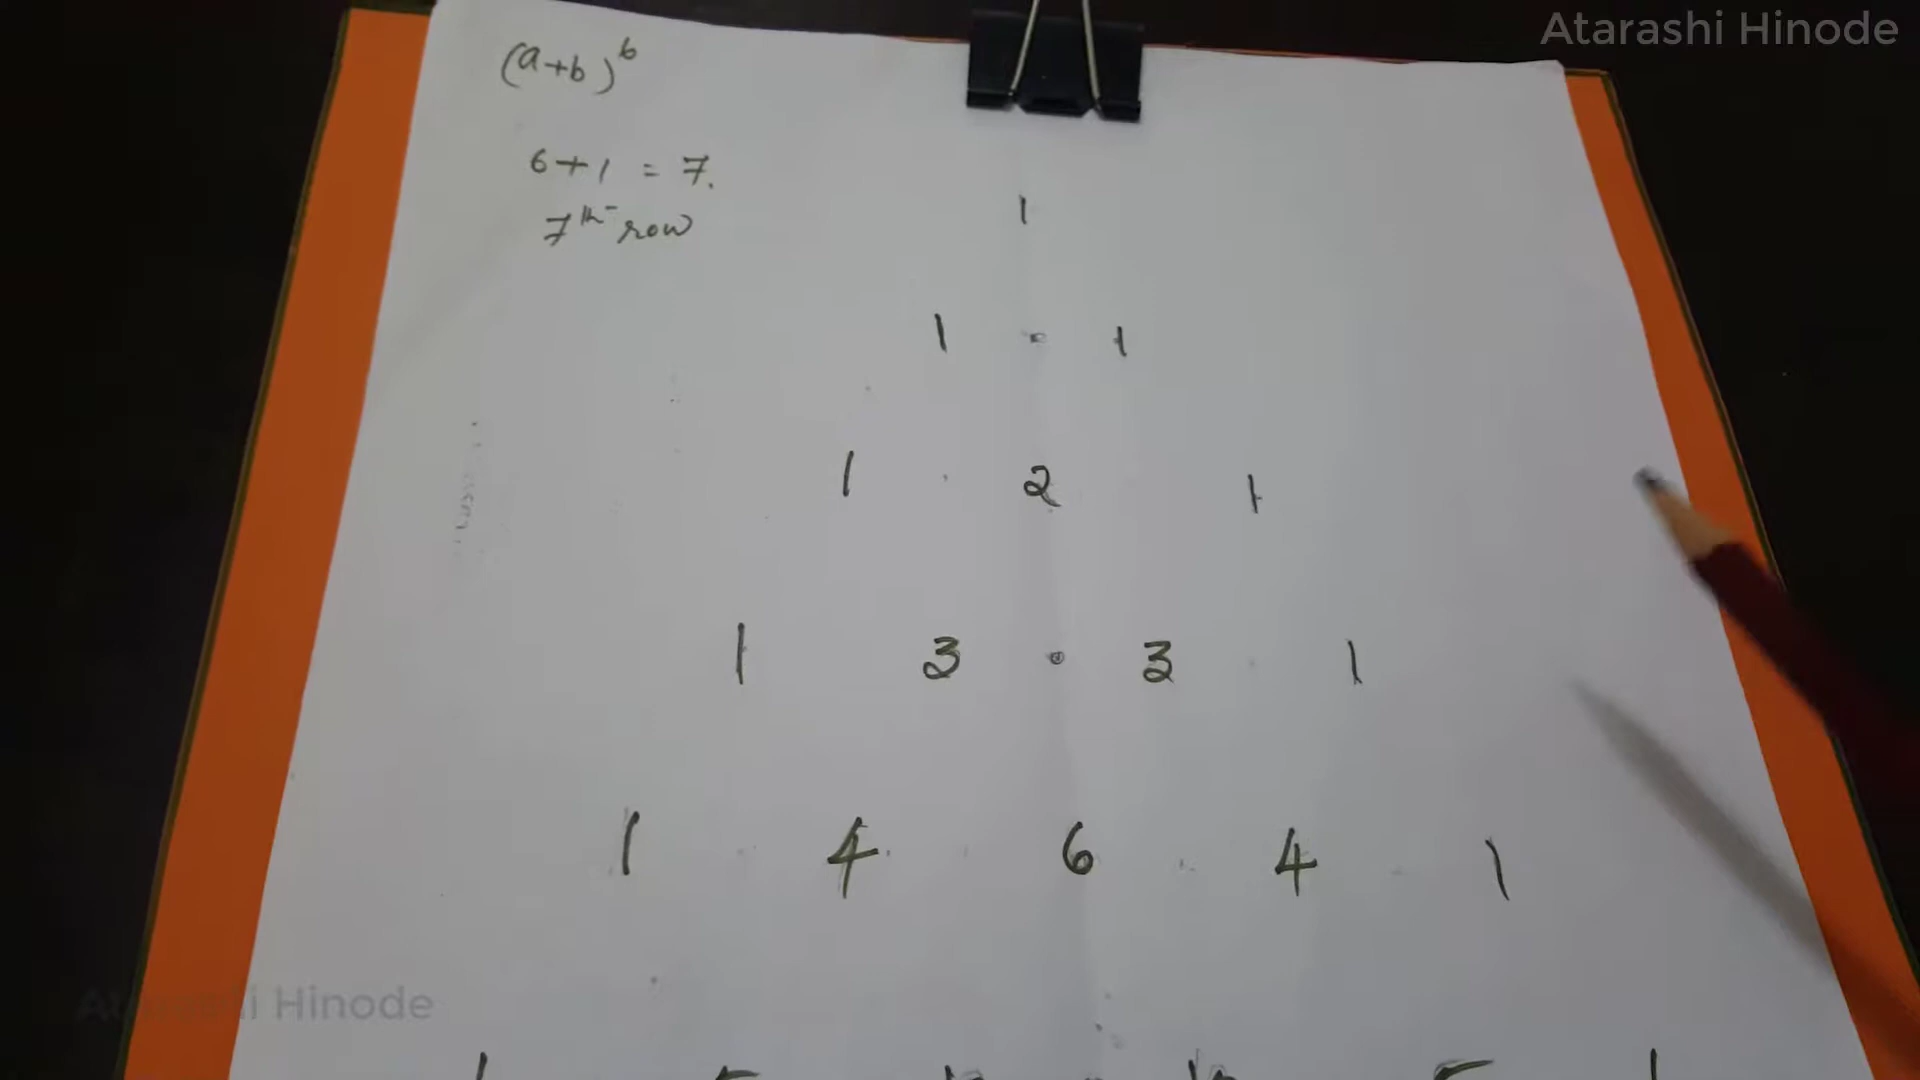 Atarashi Hinode
(a+b)^6
6+1 = 7.
7th row
1
1 1
1 2 1
1 3 3 1
1 4 6 4 1
Atarashi Hinode